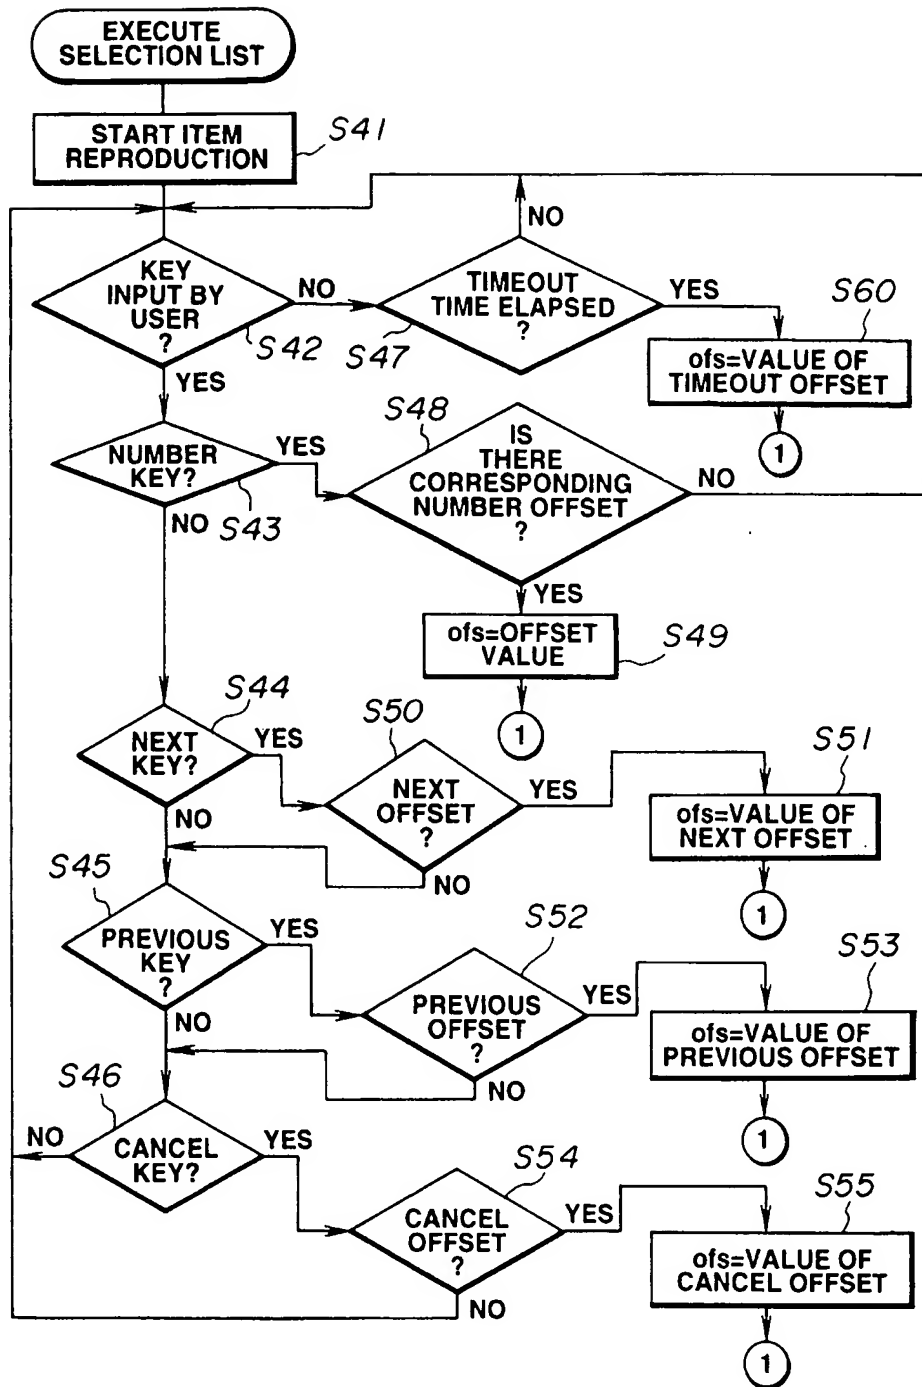 EXECUTE
SELECTION LIST
START ITEM
REPRODUCTION
S41
NO
KEY
INPUT BY
USER
?
S42
NO
YES
TIMEOUT
TIME ELAPSED
?
S47
YES
S60
ofs=VALUE OF
TIMEOUT OFFSET
1
NUMBER
KEY?
S43
YES
NO
S48
IS
THERE
CORRESPONDING
NUMBER OFFSET
?
NO
YES
ofs=OFFSET
VALUE
S49
1
S44
NEXT
KEY?
YES
NO
S50
NEXT
OFFSET
?
YES
NO
S51
ofs=VALUE OF
NEXT OFFSET
1
S45
PREVIOUS
KEY
?
YES
NO
S52
PREVIOUS
OFFSET
?
YES
NO
S53
ofs=VALUE OF
PREVIOUS OFFSET
1
S46
NO
CANCEL
KEY?
YES
S54
CANCEL
OFFSET
?
YES
NO
S55
ofs=VALUE OF
CANCEL OFFSET
1